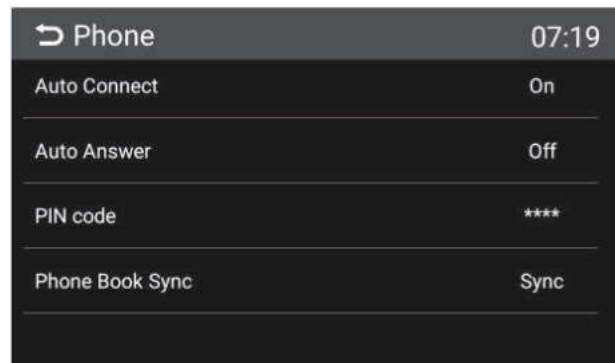 Phone 07:19
Auto Connect On
Auto Answer Off
PIN code ****
Phone Book Sync Sync